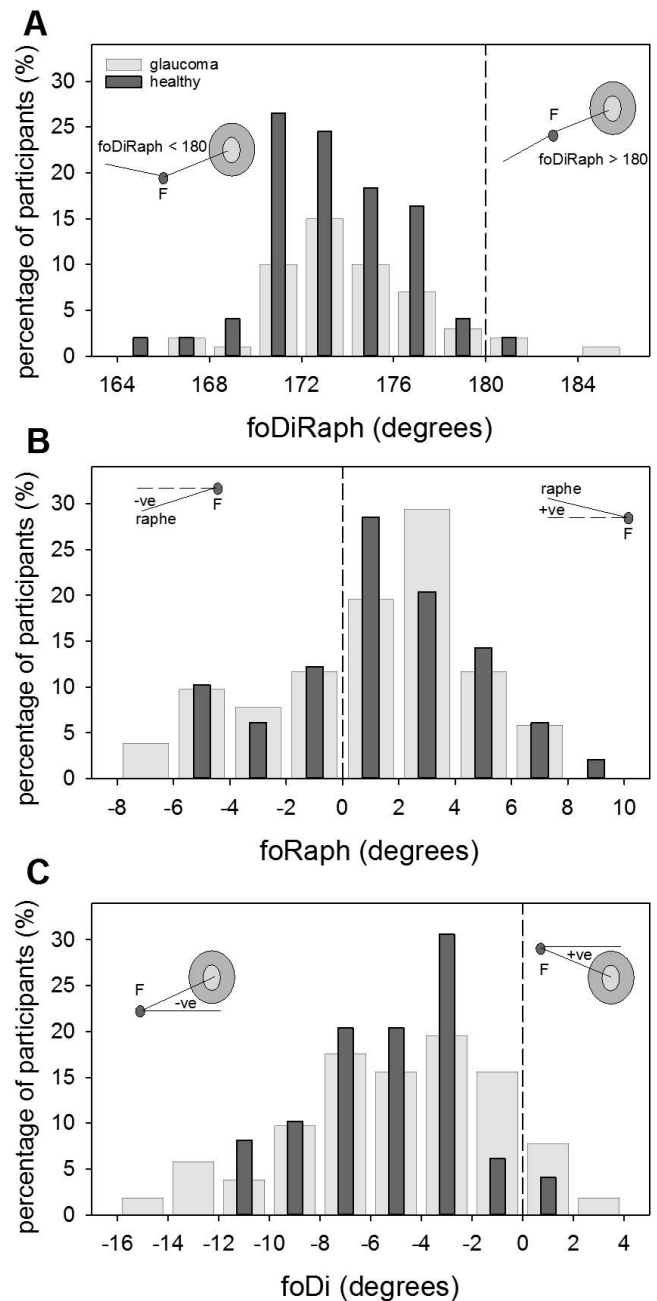 A
percentage of participants (%)
30
25
20
15
10
5
0
glaucoma
healthy
foDiRaph < 180
F
F
foDiRaph > 180
164 168 172 176 180 184
foDiRaph (degrees)
B
percentage of participants (%)
30
25
20
15
10
5
0
-ve
raphe
F
raphe
+ve
F
-8 -6 -4 -2 0 2 4 6 8 10
foRaph (degrees)
C
percentage of participants (%)
30
25
20
15
10
5
0
F
-ve
+ve
F
-16 -14 -12 -10 -8 -6 -4 -2 0 2 4
foDi (degrees)